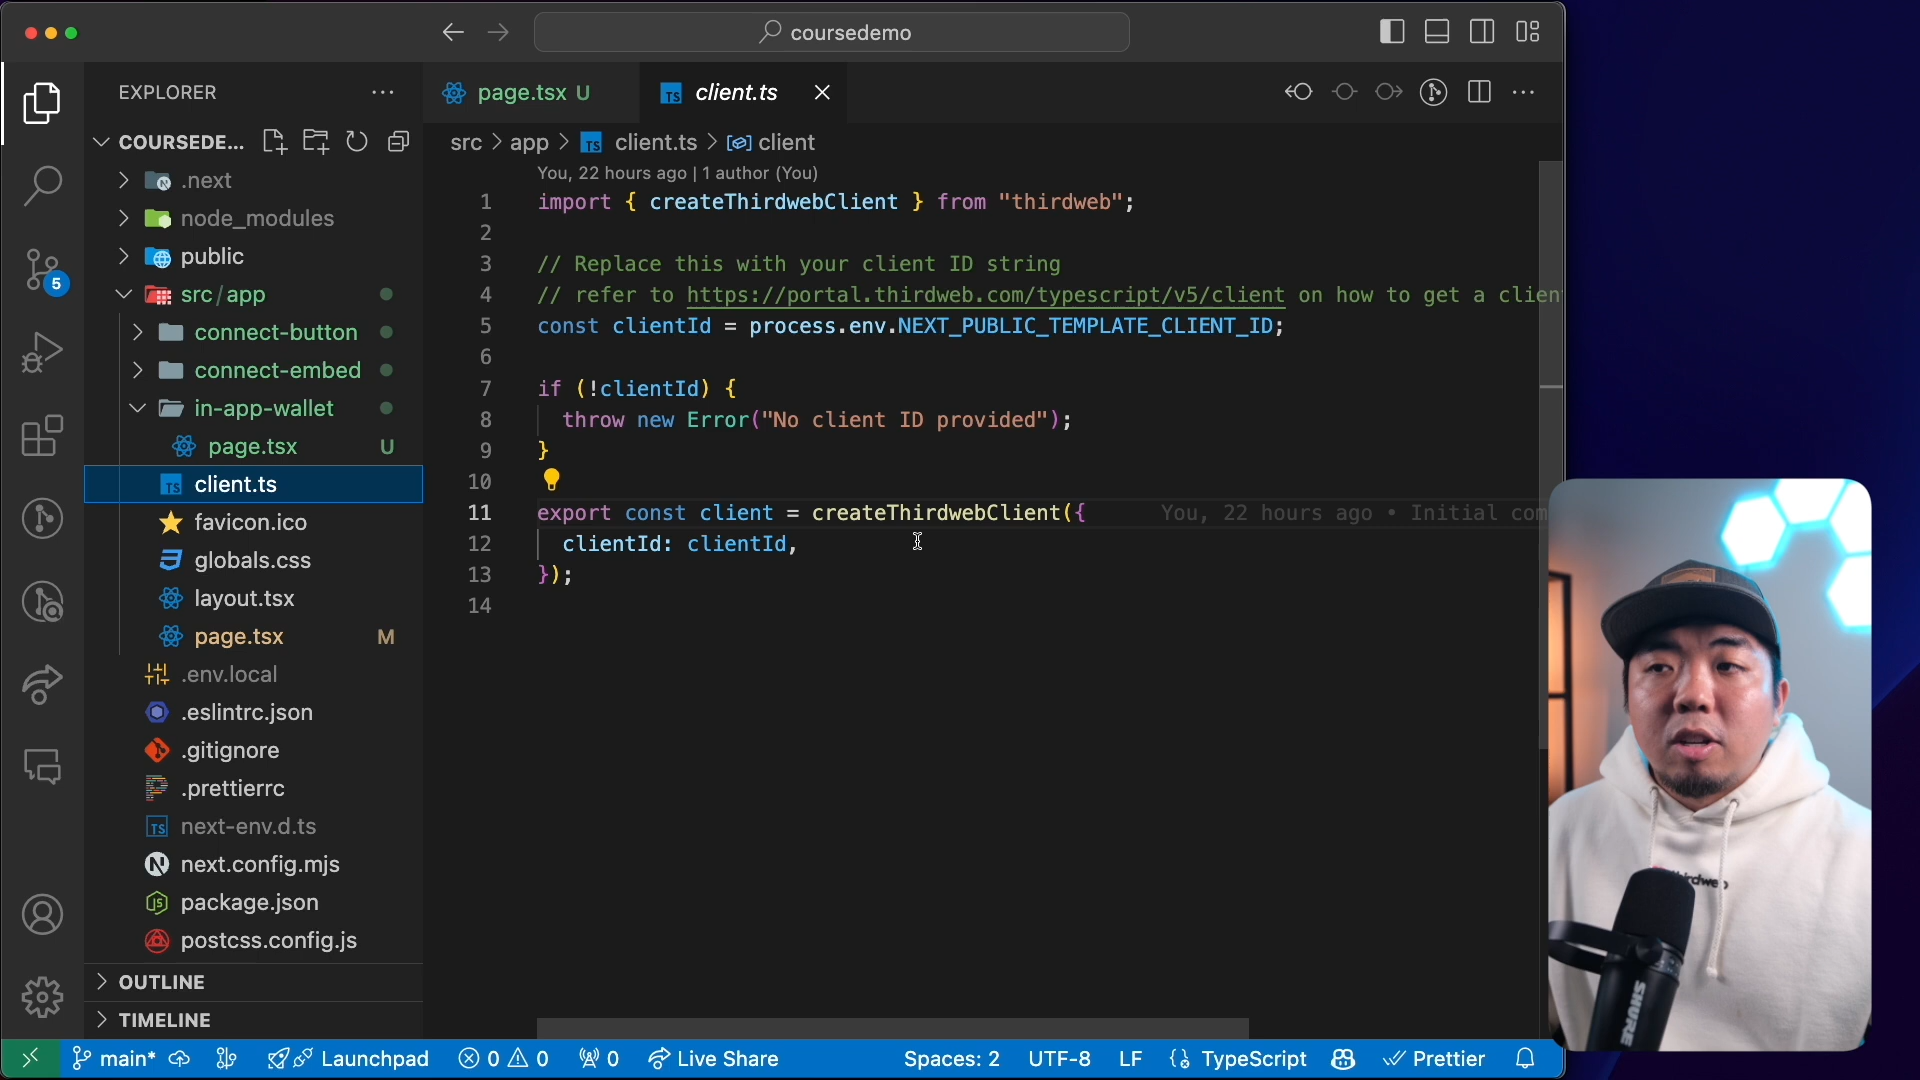 coursedemo
EXPLORER
page.tsx U
client.ts
COURSEDE...
src > app > TS client.ts > client
.next
node_modules
public
src/app
connect-button
connect-embed
in-app-wallet
page.tsx U
TS client.ts
favicon.ico
globals.css
layout.tsx
page.tsx M
.env.local
.eslintrc.json
.gitignore
.prettierrc
TS next-env.d.ts
next.config.mjs
package.json
postcss.config.js
OUTLINE
TIMELINE
5
You, 22 hours ago | 1 author (You)
1 import { createThirdwebClient } from "thirdweb";
2
3 // Replace this with your client ID string
4 // refer to https://portal.thirdweb.com/typescript/v5/client on how to get a clien
5 const clientId = process.env.NEXT_PUBLIC_TEMPLATE_CLIENT_ID;
6
7 if (!clientId) {
8 throw new Error("No client ID provided");
9 }
10
11 export const client = createThirdwebClient({ You, 22 hours ago • Initial com
12 clientId: clientId,
13 });
14
SHURE
main* Launchpad 0 0 0 Live Share Spaces: 2 UTF-8 LF {} TypeScript Prettier